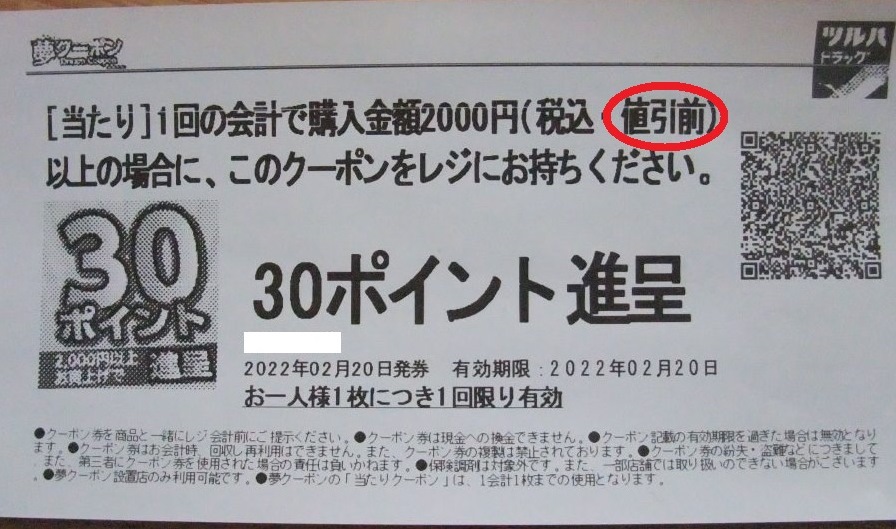 夢クーポン
ツルハ
ドラッグ
[当たり]1回の会計で購入金額2000円(税込 値引前)
以上の場合に、このクーポンをレジにお持ちください。
30
ポイント
2,000円以上
お買上げで 進呈
30ポイント進呈
2022年02月20日発券 有効期限:2022年02月20日
お一人様1枚につき1回限り有効
●クーポン券を商品と一緒にレジ会計前にご提示ください。●クーポン券は現金への換金できません。●クーポン記載の有効期限を過ぎた場合は無効となり
ます。●クーポン券はお会計時、回収し再利用はできません。また、クーポン券の複製は禁止されております。●クーポン券の紛失・盗難などにつきまして
、また、第三者にクーポン券を使用された場合の責任は負いかねます。●保険調剤は対象外です。また、一部店舗では取り扱いのできない場合がございます
。●夢クーポン設置店のみ利用可能です。●夢クーポンの「当たりクーポン」は、1会計1枚までの使用となります。